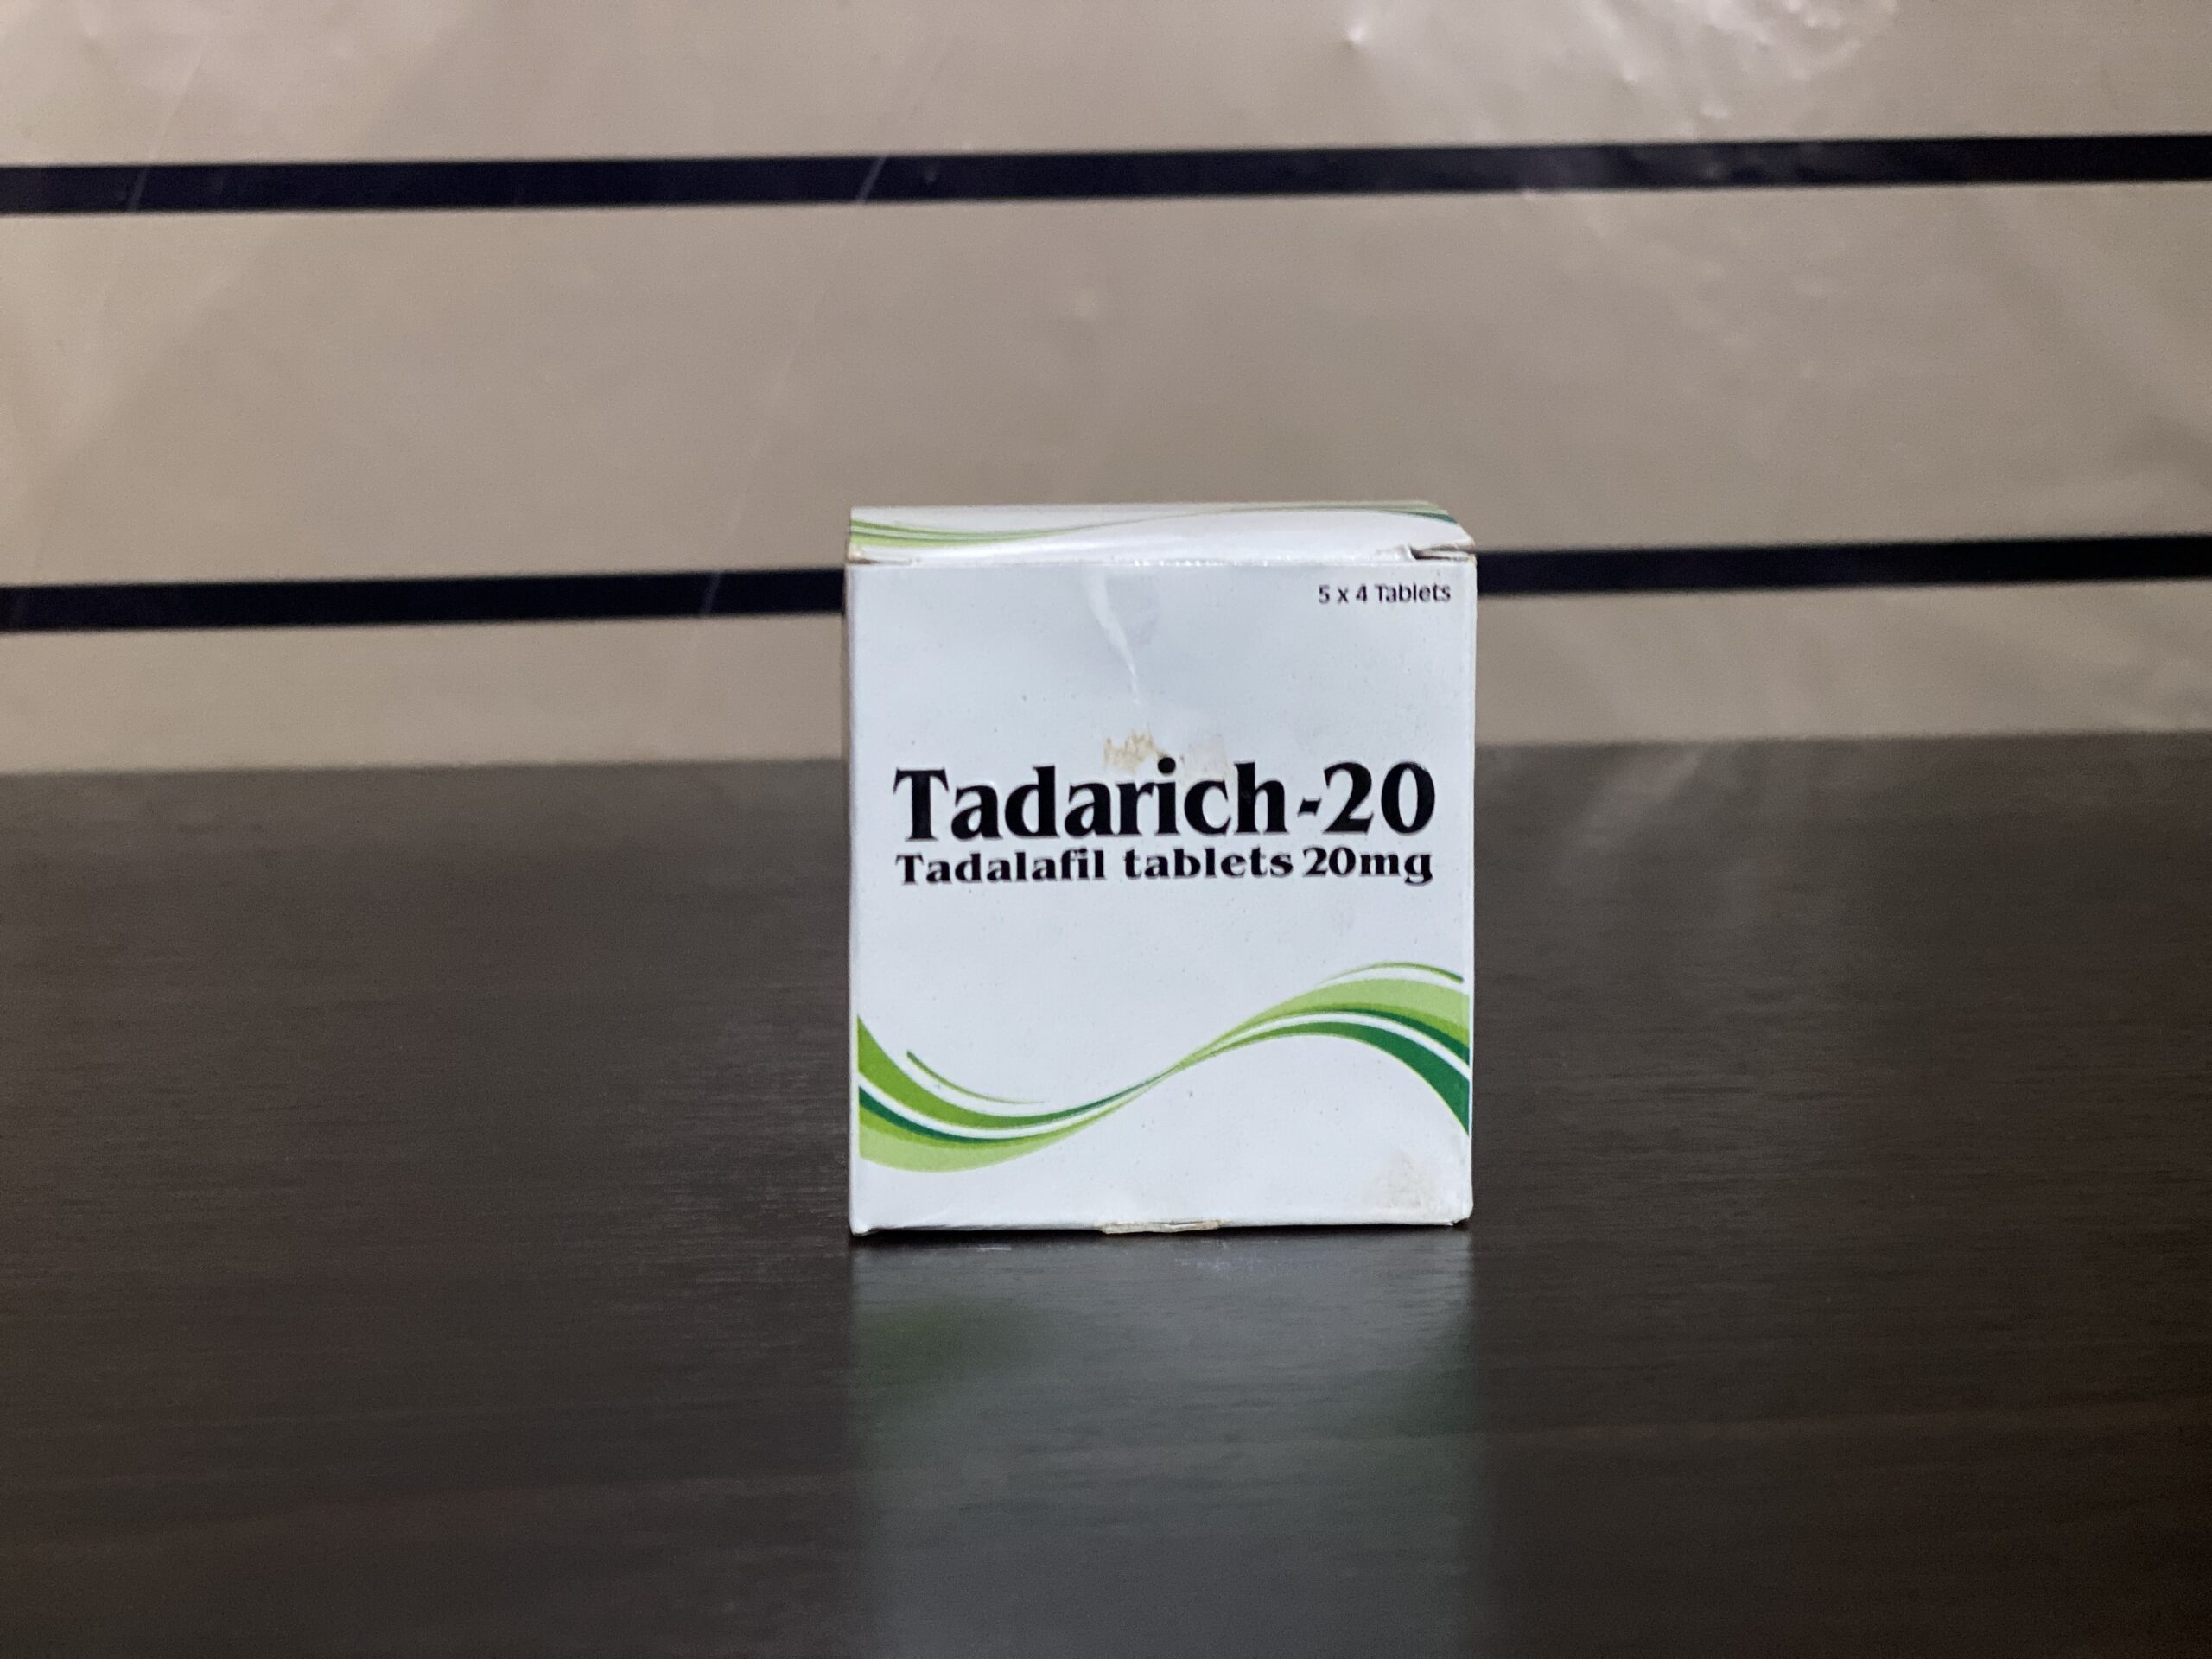 5 x 4 Tablets
Tadarich-20
Tadalafil tablets 20mg